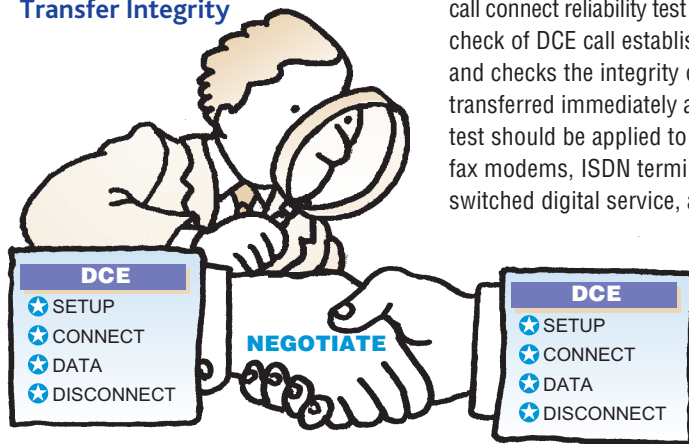 Transfer Integrity
call connect reliability test
check of DCE call establis
and checks the integrity
transferred immediately
test should be applied to
fax modems, ISDN termi
switched digital service,
DCE
SETUP
CONNECT
DATA
DISCONNECT
NEGOTIATE
DCE
SETUP
CONNECT
DATA
DISCONNECT